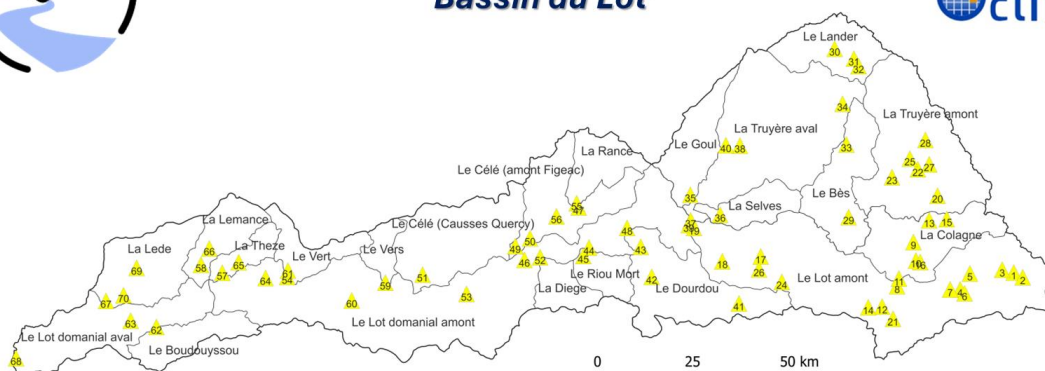 Bassin du Lot
Le Lander
30
31
32
34
La Truyère amont
La Truyère aval
28
33
La Rance
Le Goul
40 38
25
27
22
23
Le Célé (amont Figeac)
20
Le Bès
35
La Selves
55
47
56
36
37
19
29
13 15
La Colagne
La Lemance
Le Célé (Causses Quercy)
48
9
La Lede
La Theze
66
Le Vert
Le Vers
50
49
44
43
45
46
52
17
18
26
58
65
57
69
64
61
54
51
59
Le Riou Mort
42
Le Dourdou
Le Lot amont
24
11
8
5
3 1 2
7 4 6
La Diege
53
67
70
60
41
14 12
21
63
62
Le Lot domanial amont
Le Lot domanial aval
Le Boudouyssou
68
0 25 50 km